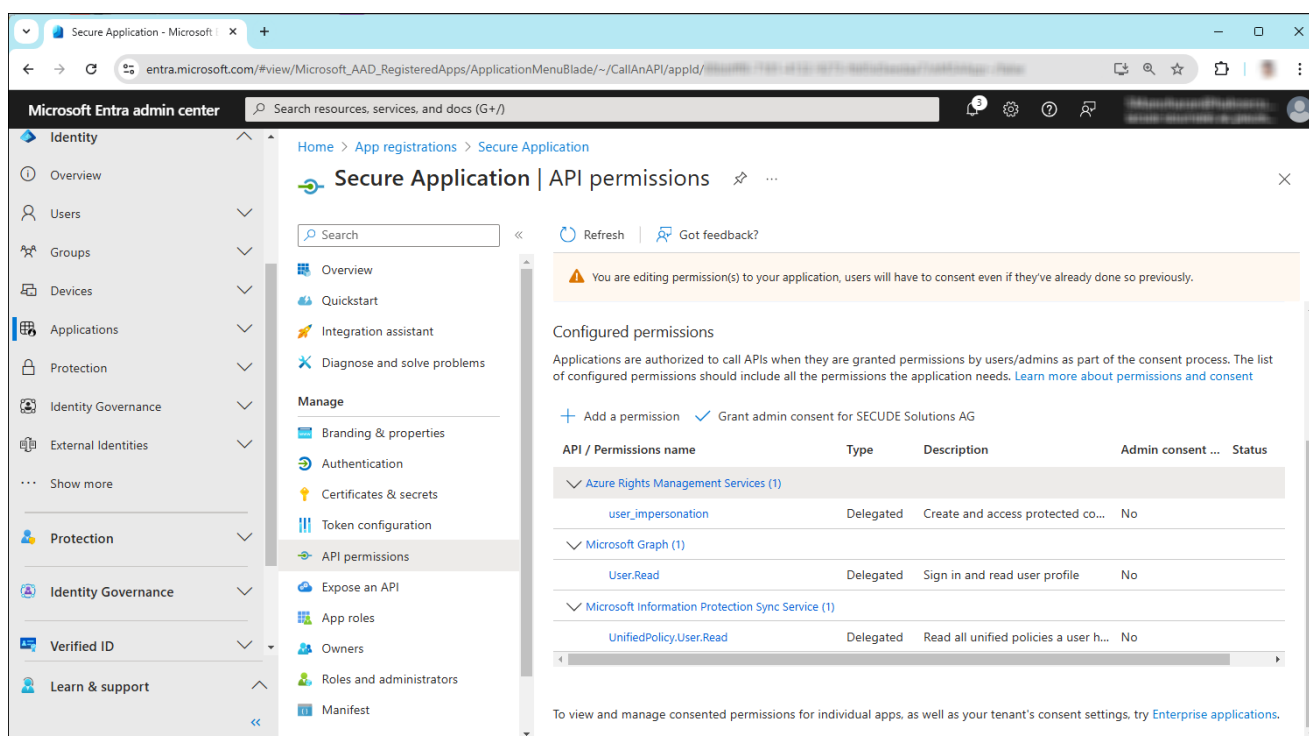 Secure Application - Microsoft
entra.microsoft.com/#view/Microsoft_AAD_RegisteredApps/ApplicationMenuBlade/~/CallAnAPI/appId/
Microsoft Entra admin center
Search resources, services, and docs (G+/)
3
Identity
Overview
Users
Groups
Devices
Applications
Protection
Identity Governance
External Identities
Show more
Protection
Identity Governance
Verified ID
Learn & support
Home > App registrations > Secure Application
Secure Application | API permissions
Search
Overview
Quickstart
Integration assistant
Diagnose and solve problems
Manage
Branding & properties
Authentication
Certificates & secrets
Token configuration
API permissions
Expose an API
App roles
Owners
Roles and administrators
Manifest
Refresh Got feedback?
You are editing permission(s) to your application, users will have to consent even if they've already done so previously.
Configured permissions
Applications are authorized to call APIs when they are granted permissions by users/admins as part of the consent process. The list
of configured permissions should include all the permissions the application needs. Learn more about permissions and consent
Add a permission Grant admin consent for SECUDE Solutions AG
API / Permissions name Type Description Admin consent ... Status
Azure Rights Management Services (1)
user_impersonation Delegated Create and access protected co... No
Microsoft Graph (1)
User.Read Delegated Sign in and read user profile No
Microsoft Information Protection Sync Service (1)
UnifiedPolicy.User.Read Delegated Read all unified policies a user h... No
To view and manage consented permissions for individual apps, as well as your tenant's consent settings, try Enterprise applications.